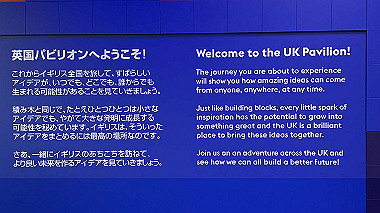 英国パビリオンへようこそ！
これからイギリス全国を旅して、すばらしい
アイデアが、いつでも、どこでも、誰からでも
生まれる可能性があることを見ていきましょう。
積み木と同じで、たとえひとつひとつは小さな
アイデアでも、やがて大きな発明に成長する
可能性を秘めています。イギリスは、そういった
アイデアをまとめるには最高の場所なのです。
さあ、一緒にイギリスのあちこちを訪ねて、
より良い未来を作るアイデアを見ていきましょう。
Welcome to the UK Pavilion!
The journey you are about to experience
will show you how amazing ideas can come
from anyone, anywhere, at any time.
Just like building blocks, every little spark of
inspiration has the potential to grow into
something great and the UK is a brilliant
place to bring these ideas together.
Join us on an adventure across the UK and
see how we can all build a better future!